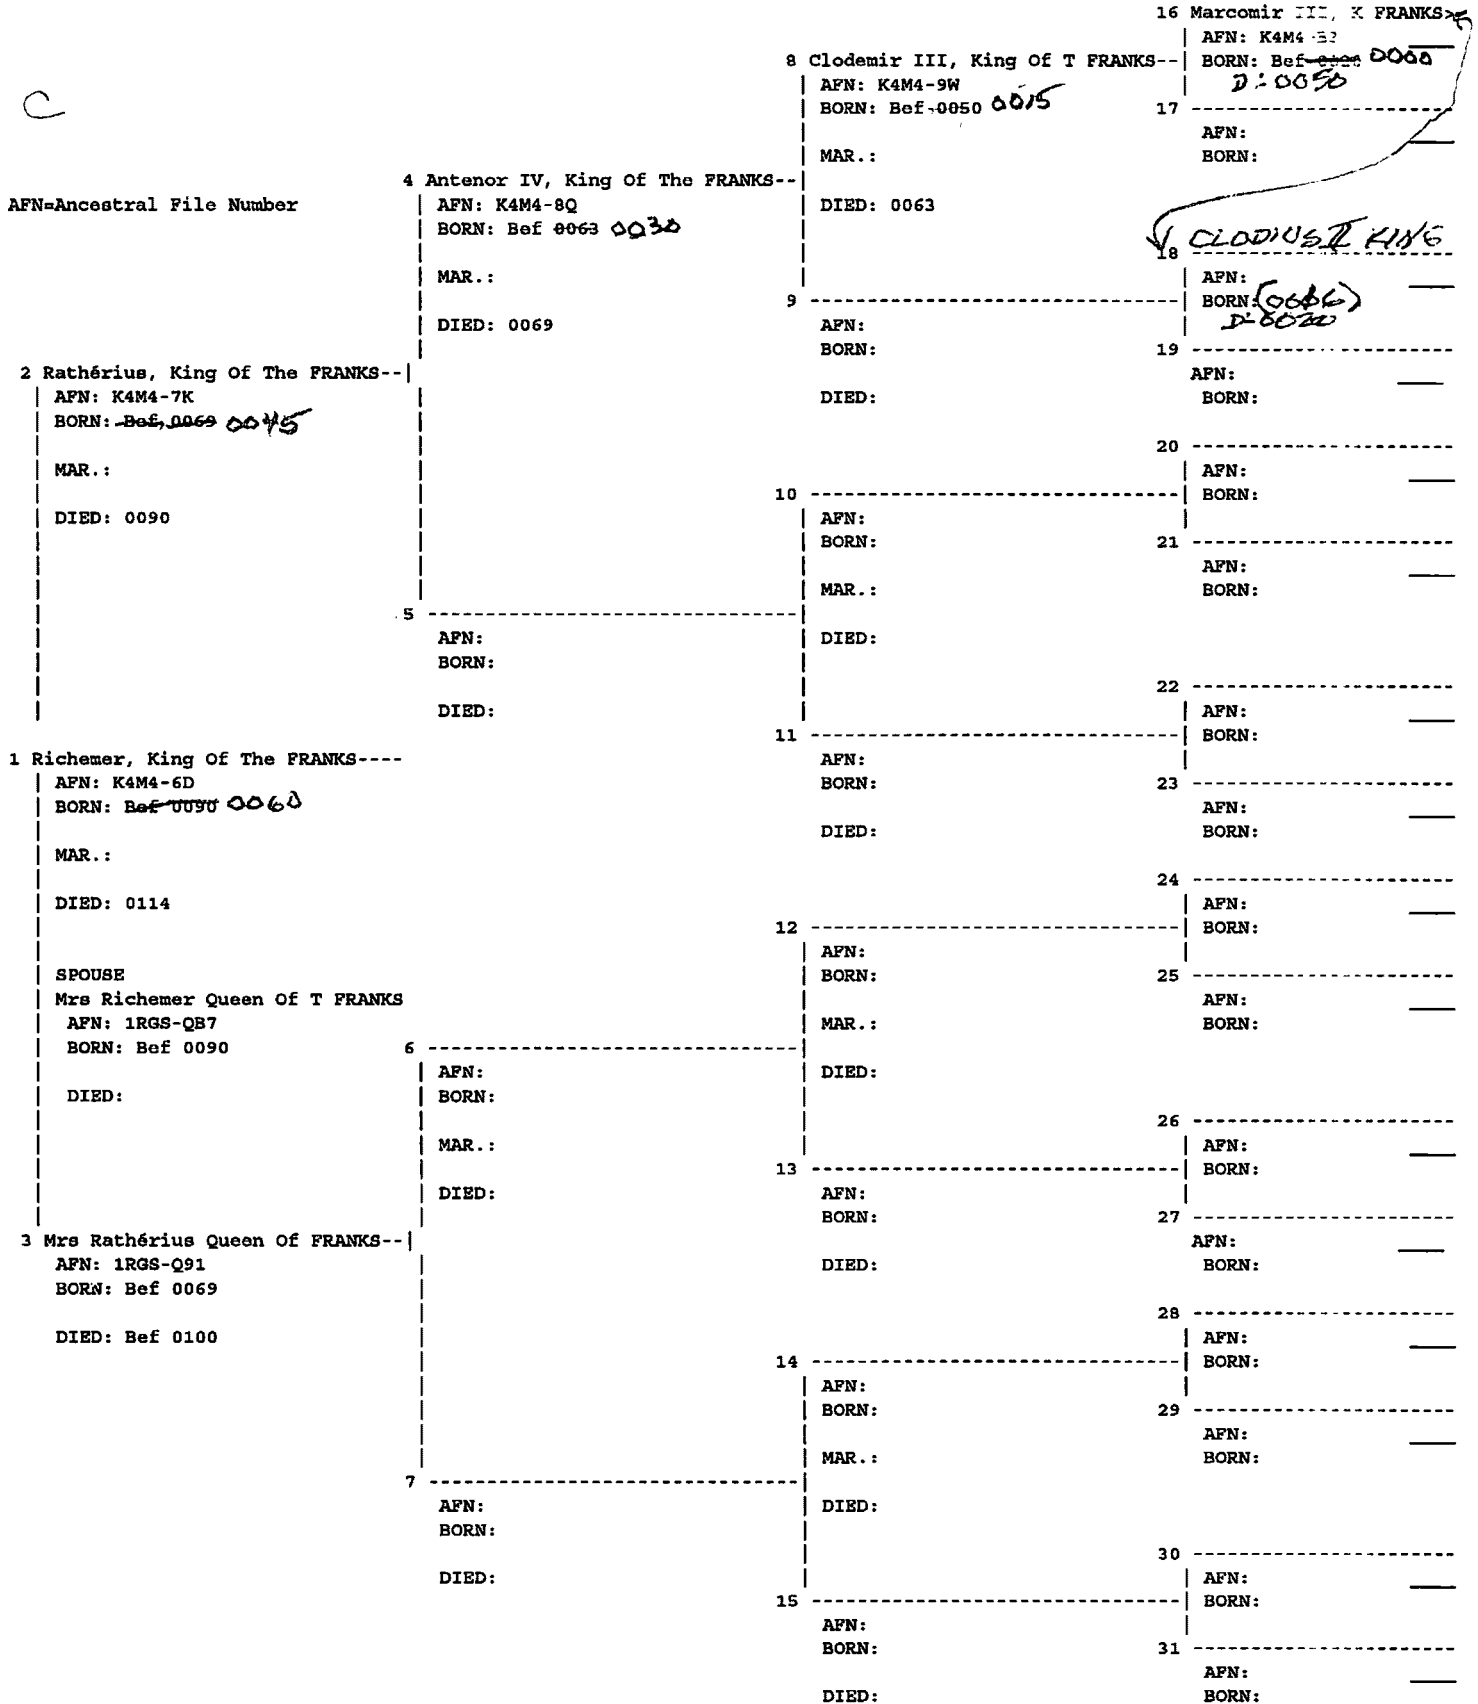 16 Marcomir III, K FRANKS>
AFN: K4M4
8 Clodemir III, King Of T FRANKS--| BORN: Bef 0000
AFN: K4M4-9W
D: 0050
C
BORN: Bef 0050 0015
17
AFN:
MAR.:
BORN:
4 Antenor IV, King Of The FRANKS--|
AFN=Ancestral File Number
AFN: K4M4-8Q
DIED: 0063
BORN: Bef 0063 0030
CLODIUS II KING
18
MAR.:
AFN:
9
BORN:
DIED: 0069
AFN:
D: 0020
BORN:
19
2 Rathérius, King Of The FRANKS--|
AFN:
AFN: K4M4-7K
DIED:
BORN:
BORN: Bef, 0069 0045
20
MAR.:
AFN:
10
BORN:
DIED: 0090
AFN:
BORN:
21
AFN:
MAR.:
BORN:
5
AFN:
DIED:
BORN:
22
DIED:
AFN:
11
BORN:
1 Richemer, King Of The FRANKS----
AFN:
AFN: K4M4-6D
BORN:
23
BORN: Bef 0090 0060
AFN:
DIED:
BORN:
MAR.:
24
DIED: 0114
AFN:
12
BORN:
AFN:
SPOUSE
BORN:
25
Mrs Richemer Queen Of T FRANKS
AFN:
AFN: 1RGS-QB7
MAR.:
BORN:
BORN: Bef 0090
6
AFN:
DIED:
DIED:
BORN:
26
MAR.:
AFN:
13
BORN:
DIED:
AFN:
BORN:
27
3 Mrs Rathérius Queen Of FRANKS--|
AFN:
AFN: 1RGS-Q91
DIED:
BORN:
BORN: Bef 0069
28
DIED: Bef 0100
AFN:
14
BORN:
AFN:
BORN:
29
AFN:
MAR.:
BORN:
7
AFN:
DIED:
BORN:
30
DIED:
AFN:
15
BORN:
AFN:
BORN:
31
AFN:
DIED:
BORN: